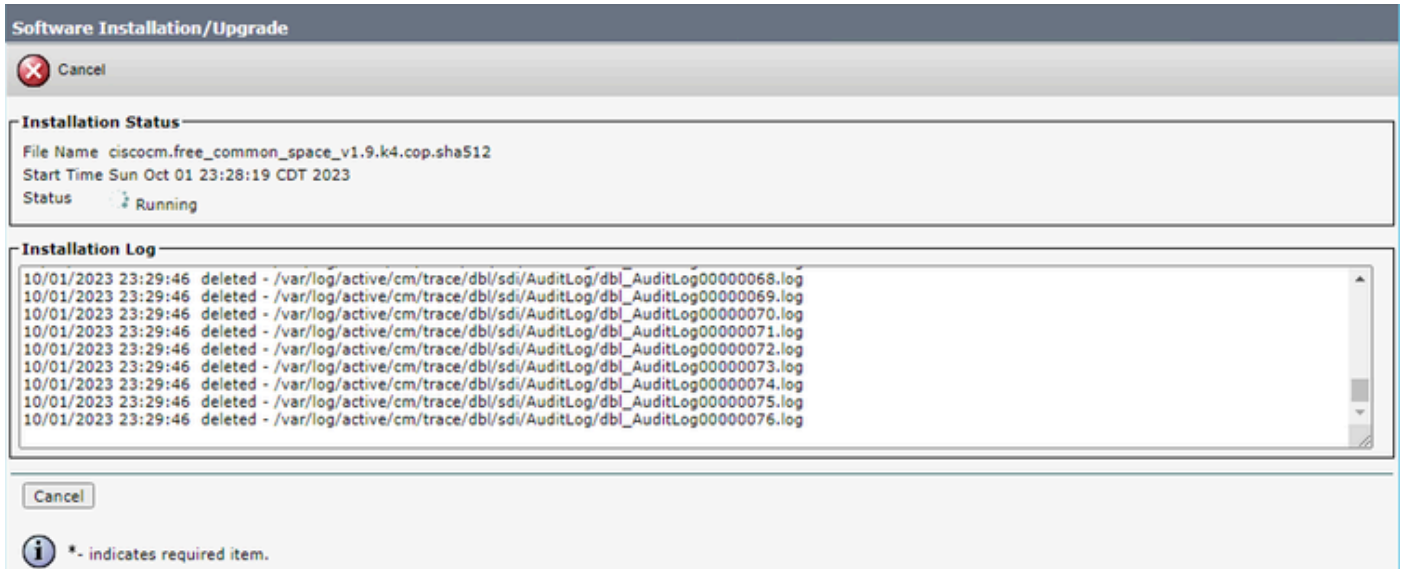 Software Installation/Upgrade
Cancel
Installation Status
File Name ciscocm.free_common_space_v1.9.k4.cop.sha512
Start Time Sun Oct 01 23:28:19 CDT 2023
Status Running
Installation Log
10/01/2023 23:29:46 deleted - /var/log/active/cm/trace/dbl/sdi/AuditLog/dbl_AuditLog00000068.log
10/01/2023 23:29:46 deleted - /var/log/active/cm/trace/dbl/sdi/AuditLog/dbl_AuditLog00000069.log
10/01/2023 23:29:46 deleted - /var/log/active/cm/trace/dbl/sdi/AuditLog/dbl_AuditLog00000070.log
10/01/2023 23:29:46 deleted - /var/log/active/cm/trace/dbl/sdi/AuditLog/dbl_AuditLog00000071.log
10/01/2023 23:29:46 deleted - /var/log/active/cm/trace/dbl/sdi/AuditLog/dbl_AuditLog00000072.log
10/01/2023 23:29:46 deleted - /var/log/active/cm/trace/dbl/sdi/AuditLog/dbl_AuditLog00000073.log
10/01/2023 23:29:46 deleted - /var/log/active/cm/trace/dbl/sdi/AuditLog/dbl_AuditLog00000074.log
10/01/2023 23:29:46 deleted - /var/log/active/cm/trace/dbl/sdi/AuditLog/dbl_AuditLog00000075.log
10/01/2023 23:29:46 deleted - /var/log/active/cm/trace/dbl/sdi/AuditLog/dbl_AuditLog00000076.log
Cancel
*- indicates required item.